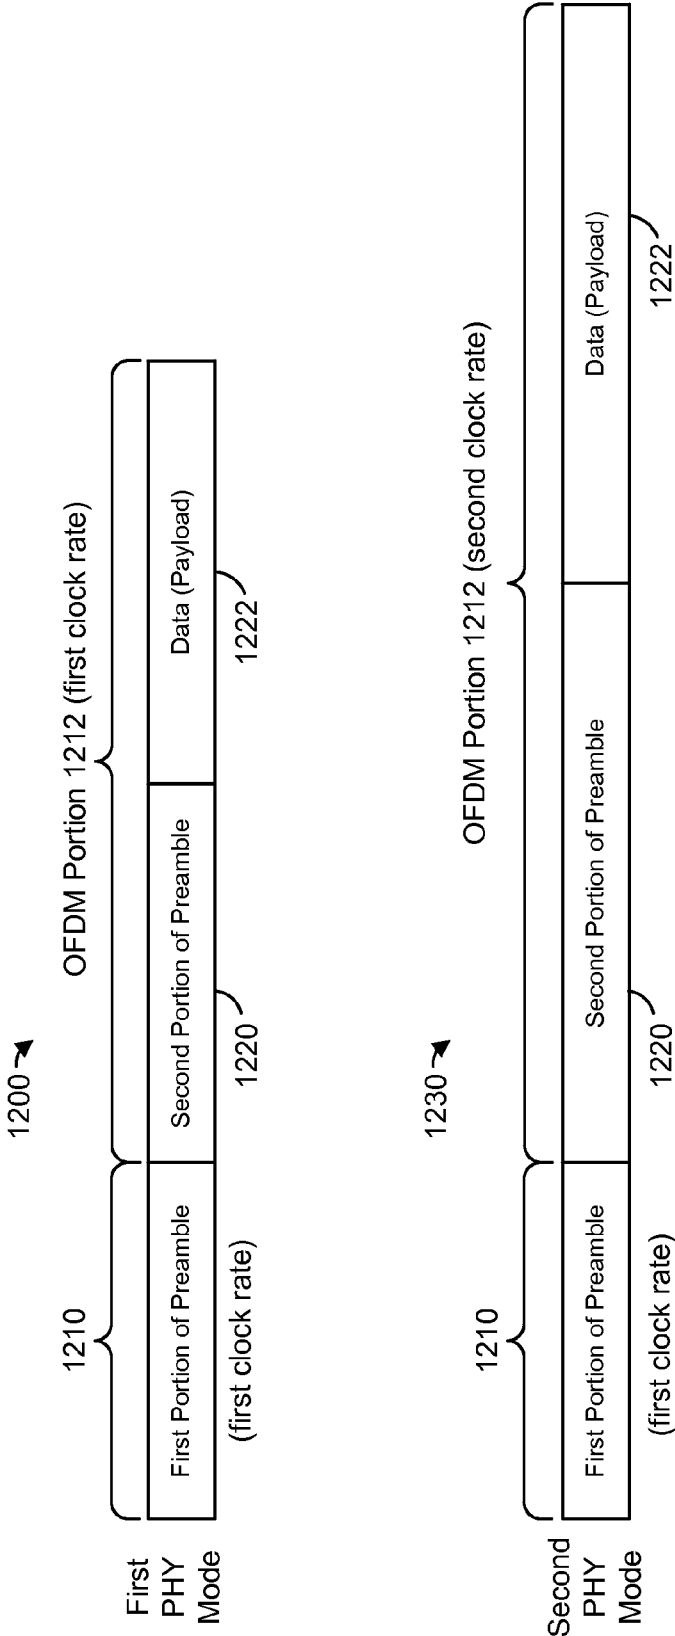 1200
OFDM Portion 1212 (first clock rate)
1210
First
PHY
Mode
First Portion of Preamble
Second Portion of Preamble
Data (Payload)
(first clock rate)
1220
1222
1230
OFDM Portion 1212 (second clock rate)
1210
Second
PHY
Mode
First Portion of Preamble
Second Portion of Preamble
Data (Payload)
(first clock rate)
1220
1222